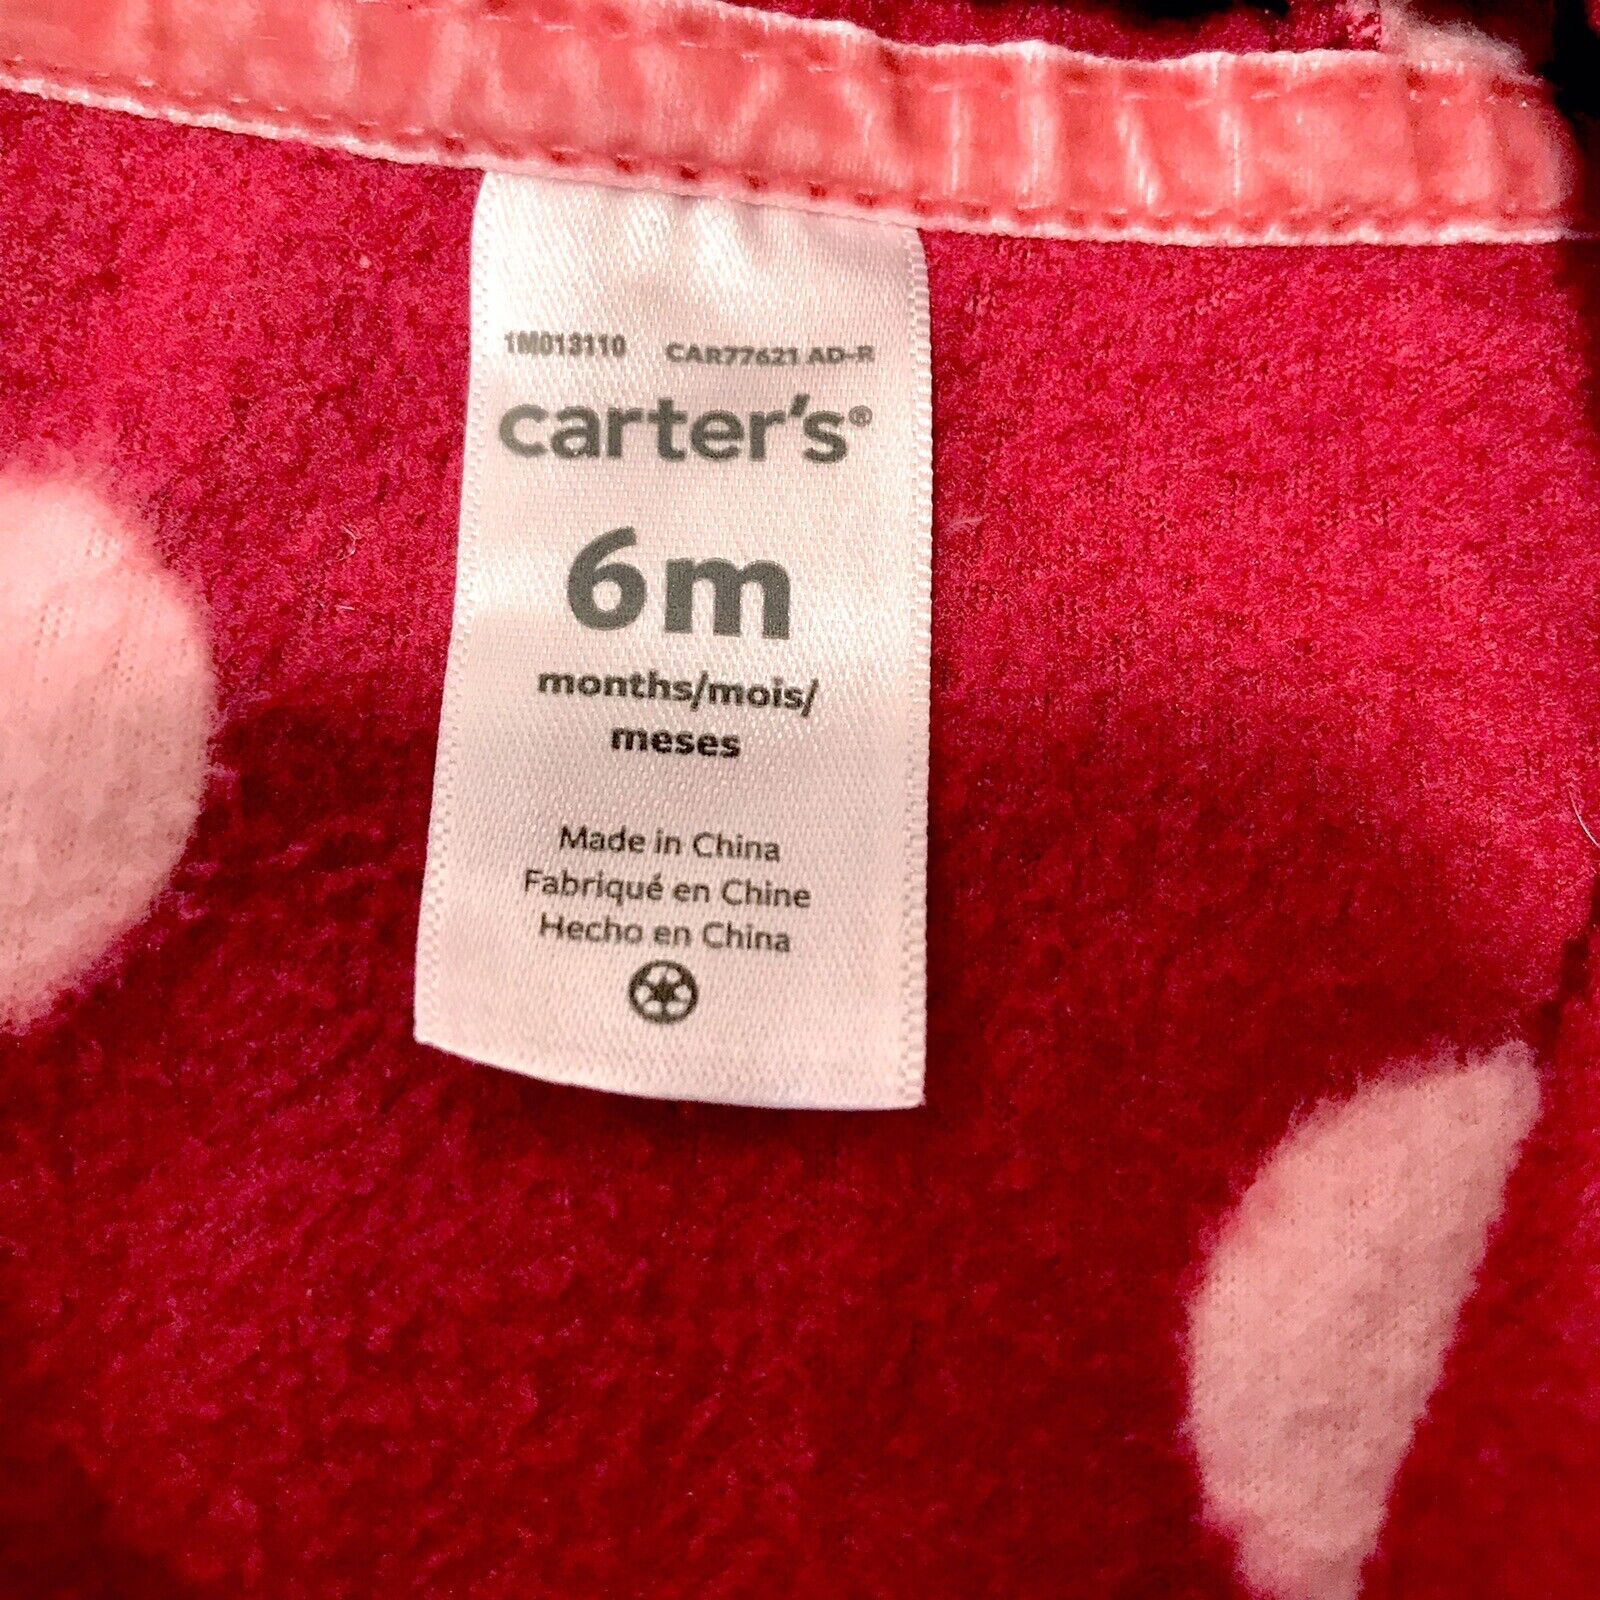 1M013110 CAR77621 AD-R
carter's®
6m
months/mois/
meses
Made in China
Fabriqué en Chine
Hecho en China